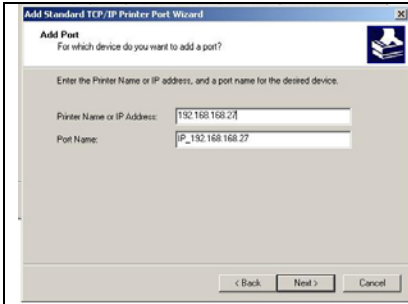 Add Standard TCP/IP Printer Port Wizard
Add Port
For which device do you want to add a port?
Enter the Printer Name or IP address, and a port name for the desired device.
Printer Name or IP Address: 192.168.168.27
Port Name: IP_192.168.168.27
< Back Next > Cancel